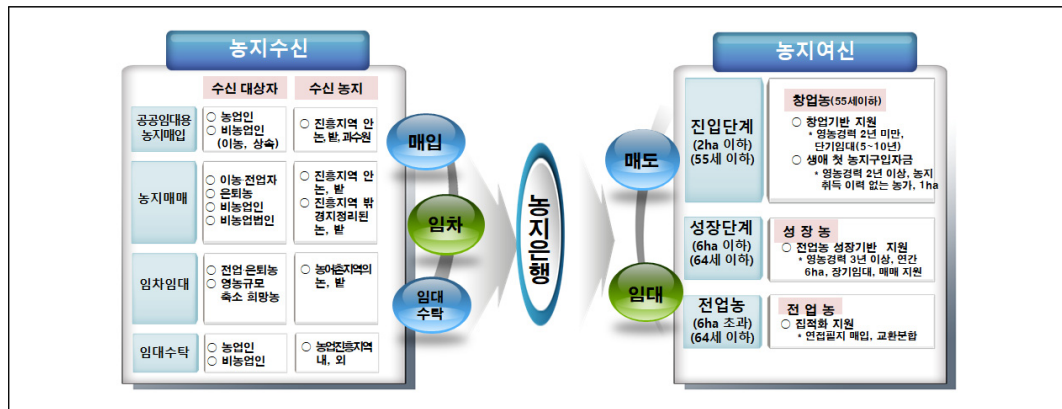 농지수신
수신 대상자
수신 농지
공공임대용
농지매입
○ 농업인
○ 비농업인
(이농, 상속)
○ 진흥지역 안
논, 밭, 과수원
농지매매
○ 이농·전업자
○ 은퇴농
○ 비농업인
○ 비농업법인
○ 진흥지역 안
논, 밭
○ 진흥지역 밖
경지정리된
논, 밭
임차임대
○ 전업·은퇴농
○ 영농규모
축소 희망농
○ 농어촌지역의
논, 밭
임대수탁
○ 농업인
○ 비농업인
○ 농업진흥지역
내, 외
매입
임차
임대
수탁
농지은행
매도
임대
농지여신
진입단계
(2ha 이하)
(55세 이하)
창업농(55세이하)
○ 창업기반 지원
* 영농경력 2년 미만,
단기임대(5~10년)
○ 생애 첫 농지구입자금
* 영농경력 2년 이상, 농지
취득 이력 없는 농가, 1ha
성장단계
(6ha 이하)
(64세 이하)
성 장 농
○ 전업농 성장기반 지원
* 영농경력 3년 이상, 연간
6ha, 장기임대, 매매 지원
전업농
(6ha 초과)
(64세 이하)
전 업 농
○ 집적화 지원
* 연접필지 매입, 교환분합